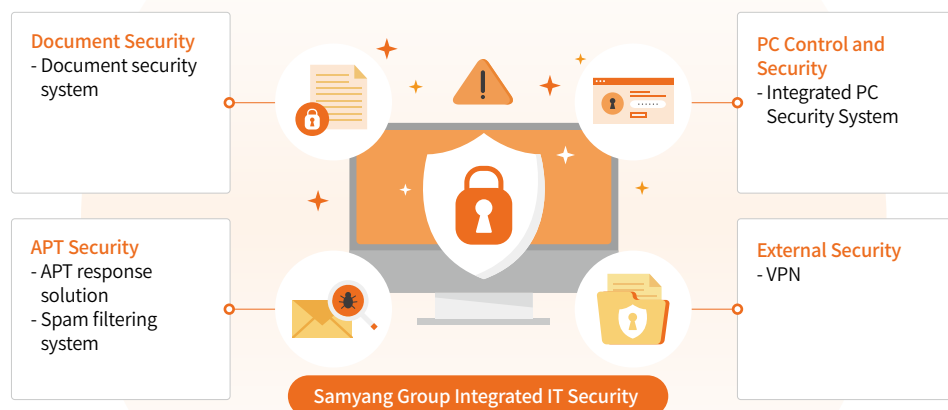 Document Security
- Document security
system
PC Control and
Security
- Integrated PC
Security System
APT Security
- APT response
solution
- Spam filtering
system
External Security
- VPN
Samyang Group Integrated IT Security